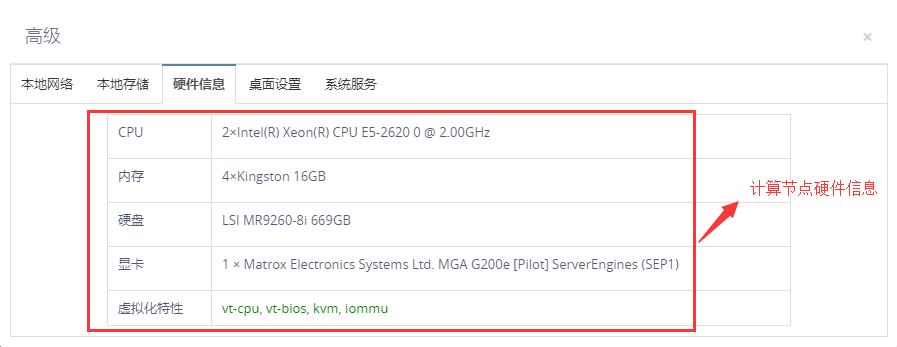 高级
×
本地网络 本地存储 硬件信息 桌面设置 系统服务
CPU 2×Intel(R) Xeon(R) CPU E5-2620 0 @ 2.00GHz
内存 4×Kingston 16GB
计算节点硬件信息
硬盘 LSI MR9260-8i 669GB
显卡 1 × Matrox Electronics Systems Ltd. MGA G200e [Pilot] ServerEngines (SEP1)
虚拟化特性 vt-cpu, vt-bios, kvm, iommu